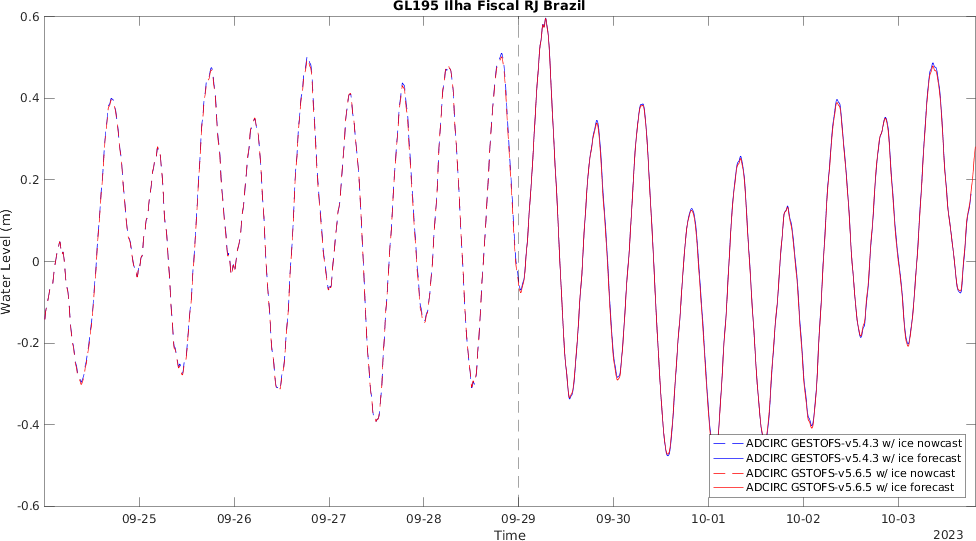 GL195 Ilha Fiscal RJ Brazil
Water Level (m)
0.6
0.4
0.2
0
-0.2
-0.4
-0.6
ADCIRC GESTOFS-v5.4.3 w/ ice nowcast
ADCIRC GESTOFS-v5.4.3 w/ ice forecast
ADCIRC GSTOFS-v5.6.5 w/ ice nowcast
ADCIRC GSTOFS-v5.6.5 w/ ice forecast
09-25 09-26 09-27 09-28 09-29 09-30 10-01 10-02 10-03
Time
2023